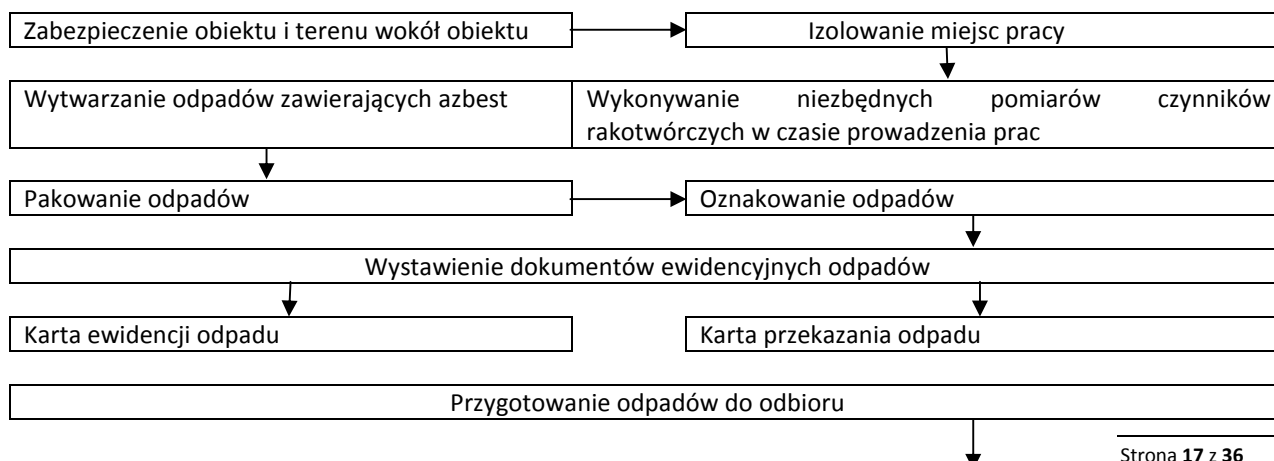 Zabezpieczenie obiektu i terenu wokół obiektu
Izolowanie miejsc pracy
Wytwarzanie odpadów zawierających azbest
Wykonywanie niezbędnych pomiarów czynników
rakotwórczych w czasie prowadzenia prac
Pakowanie odpadów
Oznakowanie odpadów
Wystawienie dokumentów ewidencyjnych odpadów
Karta ewidencji odpadu
Karta przekazania odpadu
Przygotowanie odpadów do odbioru
Strona 17 z 36